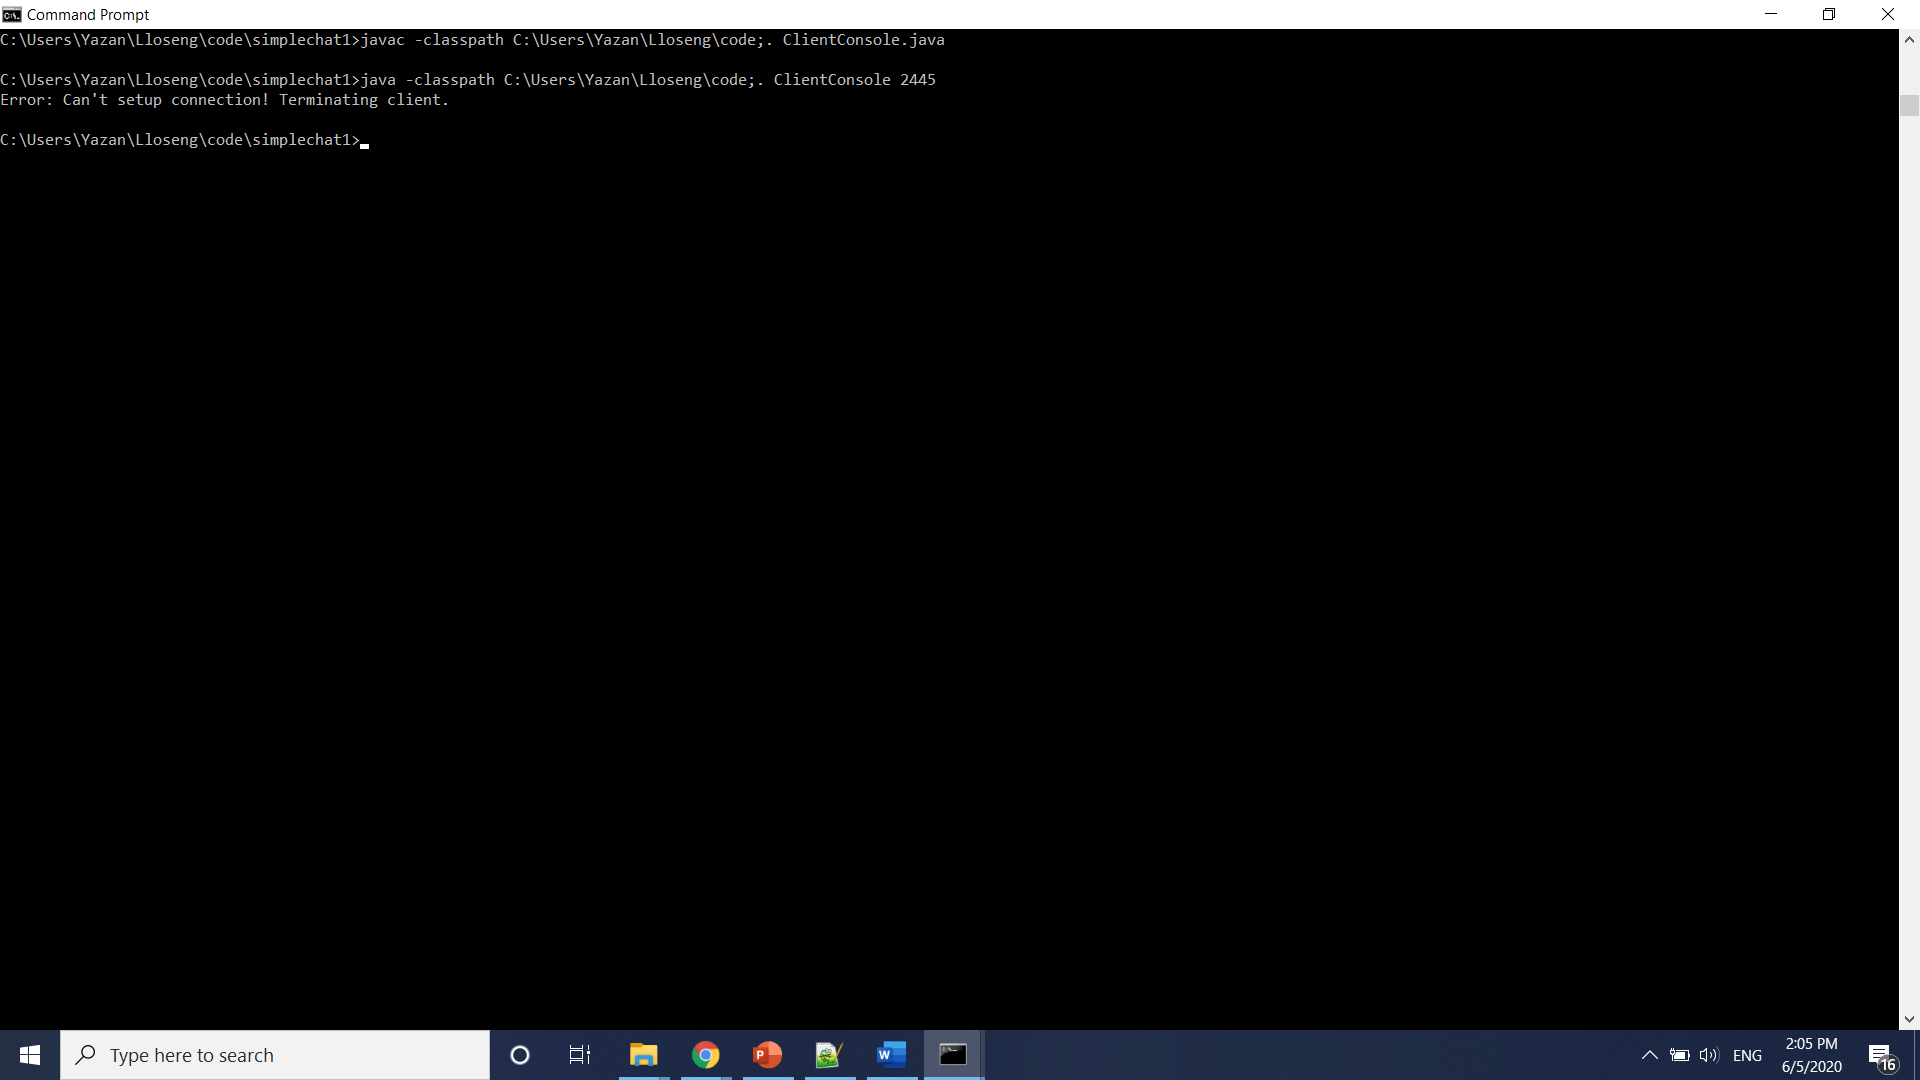 Command Prompt
C:\Users\Yazan\Lloseng\code\simplechat1>javac -classpath C:\Users\Yazan\Lloseng\code;. ClientConsole.java
C:\Users\Yazan\Lloseng\code\simplechat1>java -classpath C:\Users\Yazan\Lloseng\code;. ClientConsole 2445
Error: Can't setup connection! Terminating client.
C:\Users\Yazan\Lloseng\code\simplechat1>
Type here to search
ENG
2:05 PM
6/5/2020
16